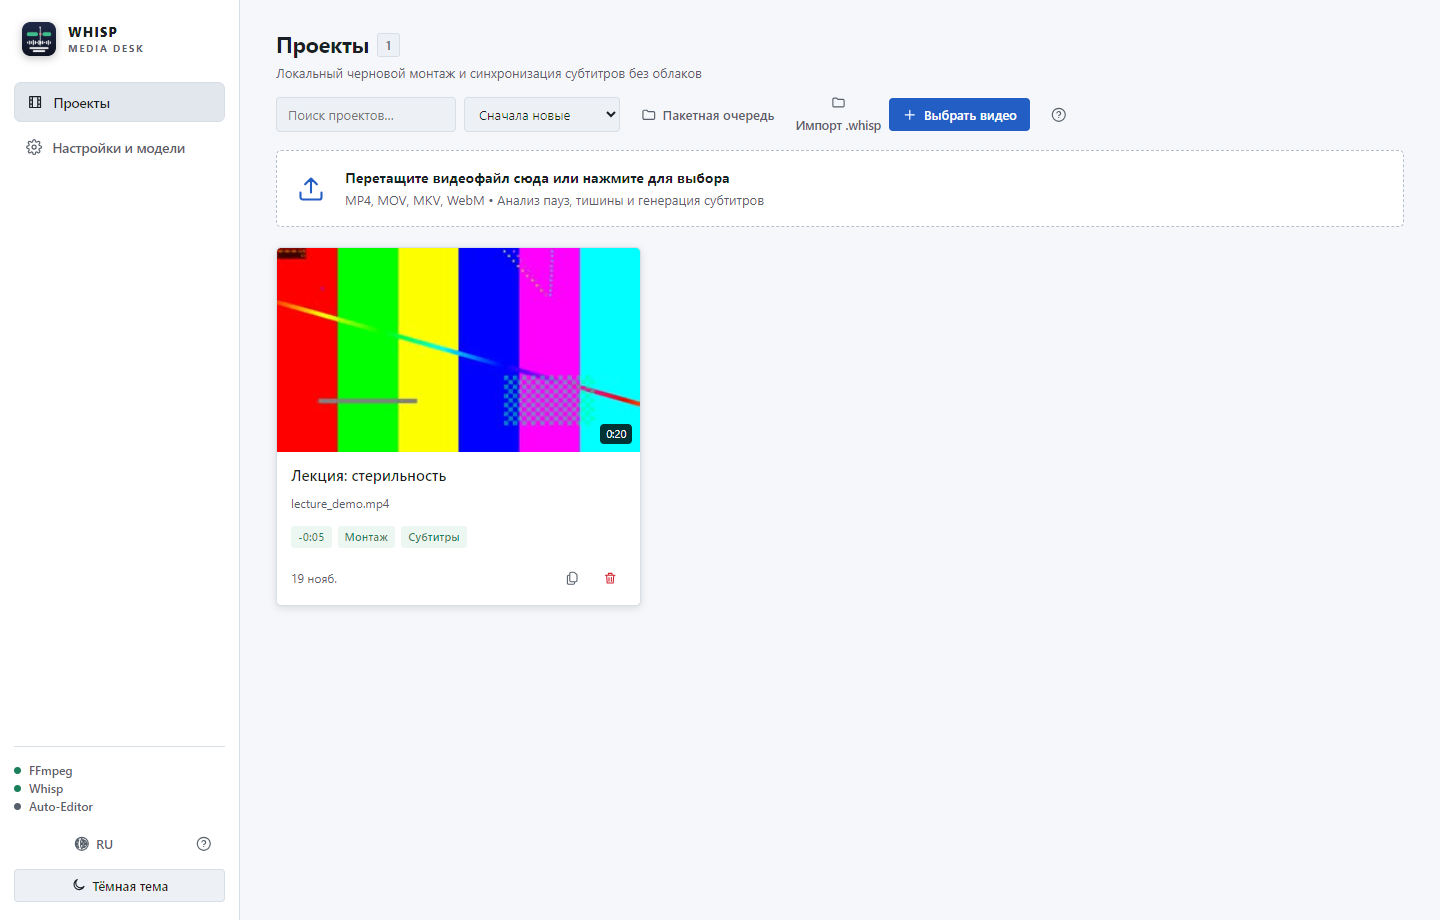 WHISP
MEDIA DESK
Проекты
Настройки и модели
FFmpeg
Whisp
Auto-Editor
RU
Тёмная тема
Проекты 1
Локальный черновой монтаж и синхронизация субтитров без облаков
Поиск проектов...
Сначала новые
Пакетная очередь
Импорт .whisp
Выбрать видео
Перетащите видеофайл сюда или нажмите для выбора
MP4, MOV, MKV, WebM • Анализ пауз, тишины и генерация субтитров
0:20
Лекция: стерильность
lecture_demo.mp4
-0:05 Монтаж Субтитры
19 нояб.